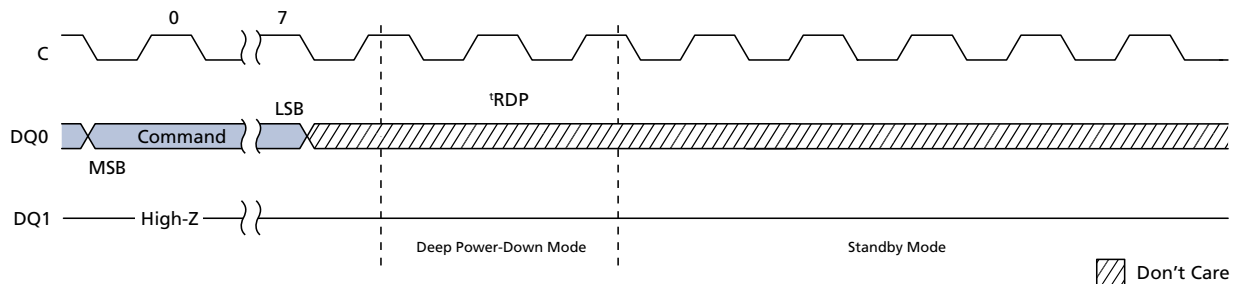 0 7
C
ᵗRDP
LSB
DQ0 Command
MSB
DQ1 High-Z
Deep Power-Down Mode Standby Mode
Don't Care